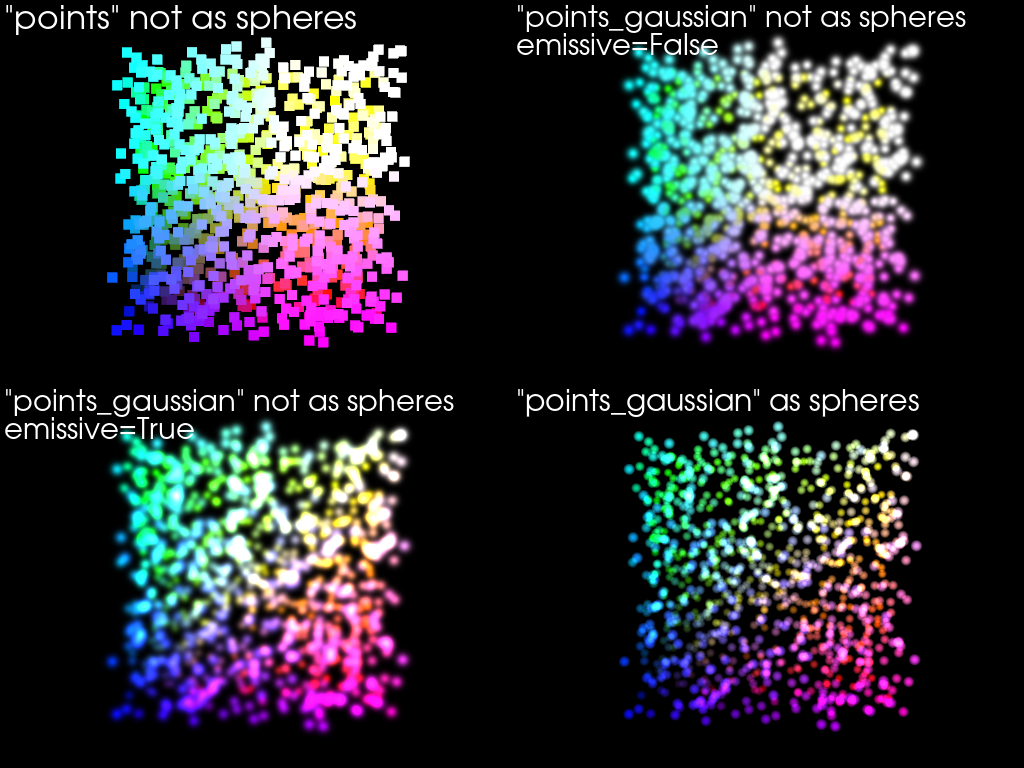 "points" not as spheres
"points_gaussian" not as spheres
emissive=False
"points_gaussian" not as spheres
emissive=True
"points_gaussian" as spheres